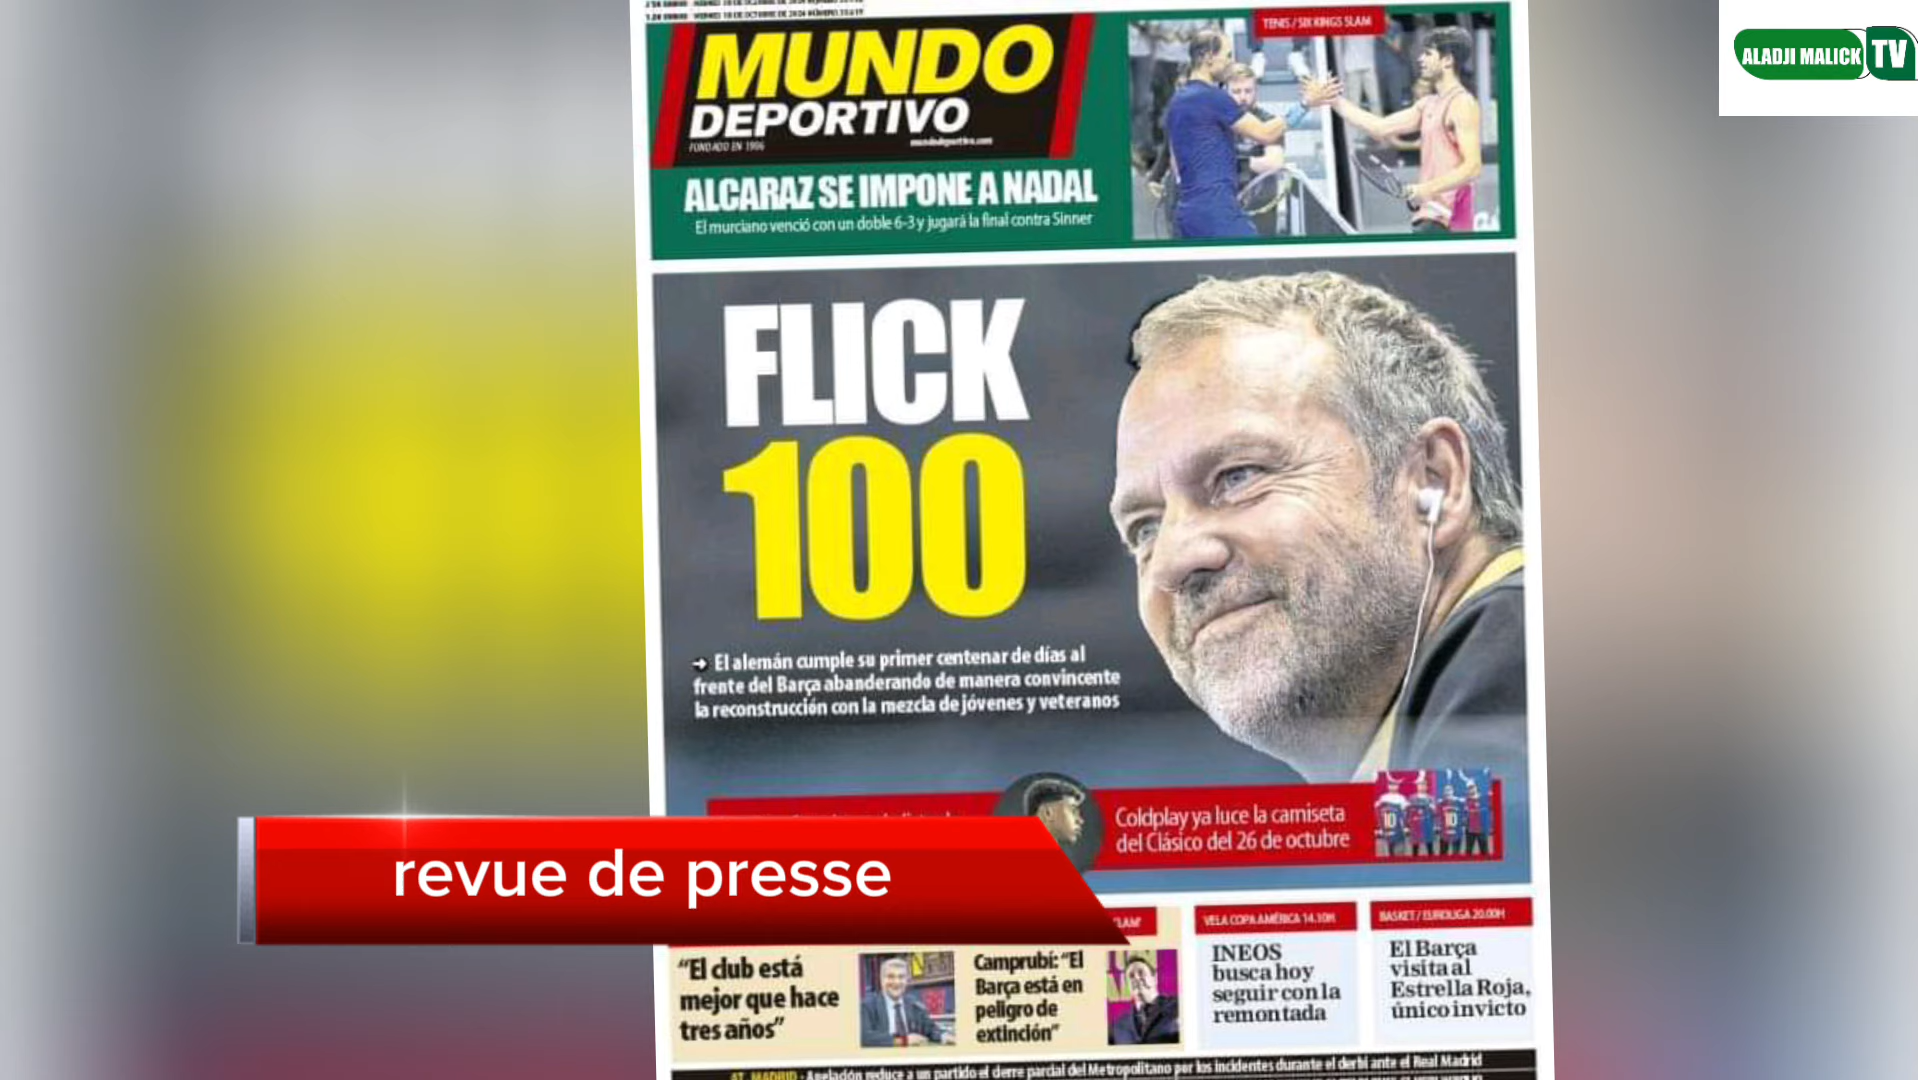 TENIS / SIX KINGS SLAM
ALADJI MALICK TV
MUNDO
DEPORTIVO
FUNDADO EN 1906
mundodeportivo.com
ALCARAZ SE IMPONE A NADAL
El murciano venció con un doble 6-3 y jugará la final contra Sinner
FLICK
100
➔ El alemán cumple su primer centenar de días al
frente del Barça abanderando de manera convincente
la reconstrucción con la mezcla de jóvenes y veteranos
Coldplay ya luce la camiseta
del Clásico del 26 de octubre
10
10
revue de presse
"El club está
mejor que hace
tres años"
Camprubí: "El
Barça está en
peligro de
extinción"
VELA COPA AMÉRICA 14.10H
INEOS
busca hoy
seguir con la
remontada
BASKET / EUROLIGA 20.00H
El Barça
visita al
Estrella Roja,
único invicto
AT. MADRID - Apelación reduce a un partido el cierre parcial del Metropolitano por los incidentes durante el derbi ante el Real Madrid